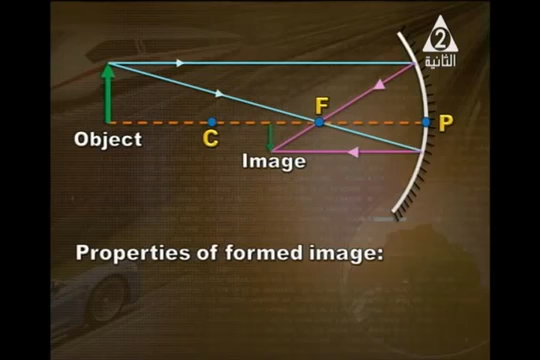 2
الثانية
F
C
P
Object
Image
Properties of formed image: